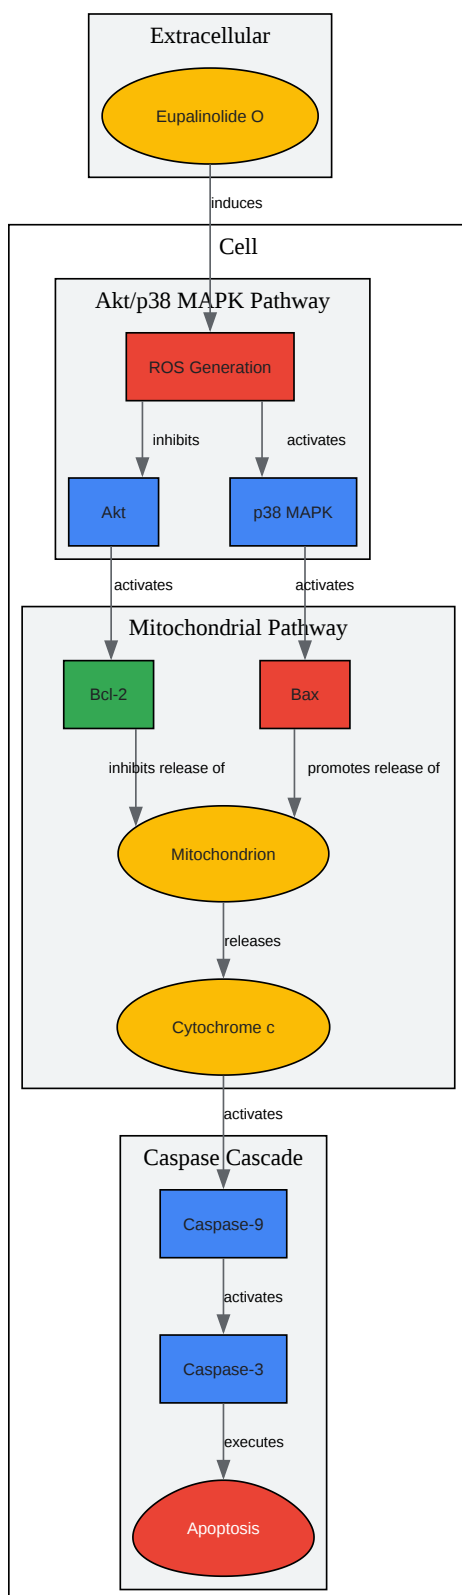 Extracellular
Eupalinolide O
induces
Cell
Akt/p38 MAPK Pathway
ROS Generation
inhibits
activates
Akt
p38 MAPK
activates
activates
Mitochondrial Pathway
Bcl-2
Bax
inhibits release of
promotes release of
Mitochondrion
releases
Cytochrome c
activates
Caspase Cascade
Caspase-9
activates
Caspase-3
executes
Apoptosis